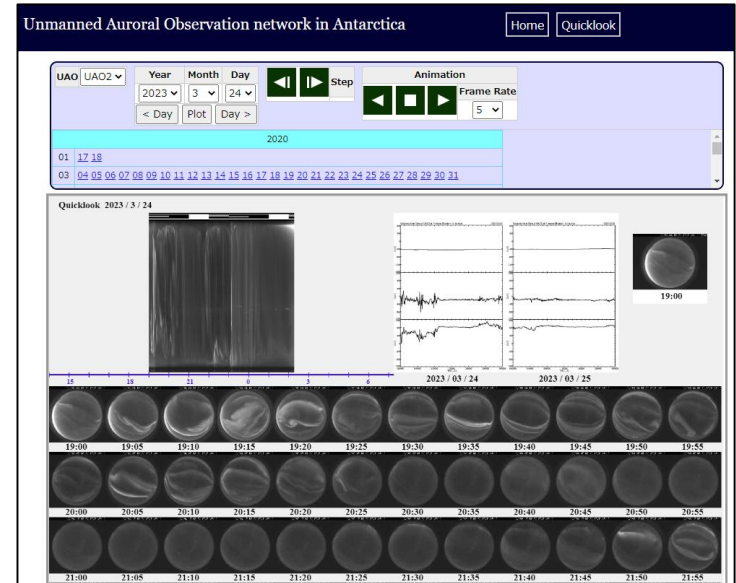 Unmanned Auroral Observation network in Antarctica
Home Quicklook
UAO UAO2
Year Month Day
2023 3 24
< Day Plot Day >
Step
Animation
Frame Rate
5
2020
01 17 18
03 04 05 06 07 08 09 10 11 12 13 14 15 16 17 18 19 20 21 22 23 24 25 26 27 28 29 30 31
Quicklook 2023 / 3 / 24
19:00
2023 / 03 / 24 2023 / 03 / 25
15 18 21 0 3 6
19:00 19:05 19:10 19:15 19:20 19:25 19:30 19:35 19:40 19:45 19:50 19:55
20:00 20:05 20:10 20:15 20:20 20:25 20:30 20:35 20:40 20:45 20:50 20:55
21:00 21:05 21:10 21:15 21:20 21:25 21:30 21:35 21:40 21:45 21:50 21:55